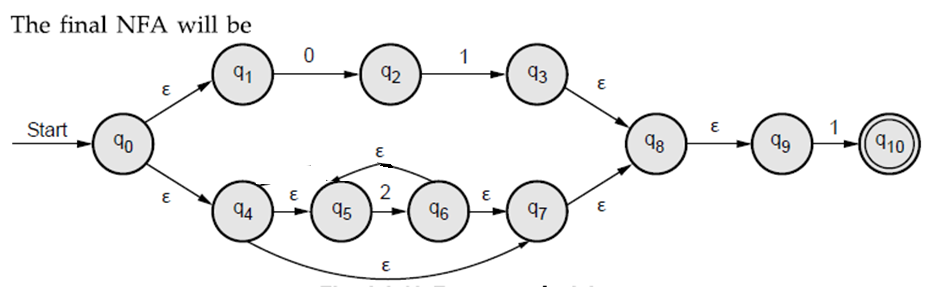 The final NFA will be
q1 0 q2 1 q3
ε ε
Start q0 q8 ε q9 1 q10
ε
ε q4 ε q5 2 q6 ε q7 ε
ε